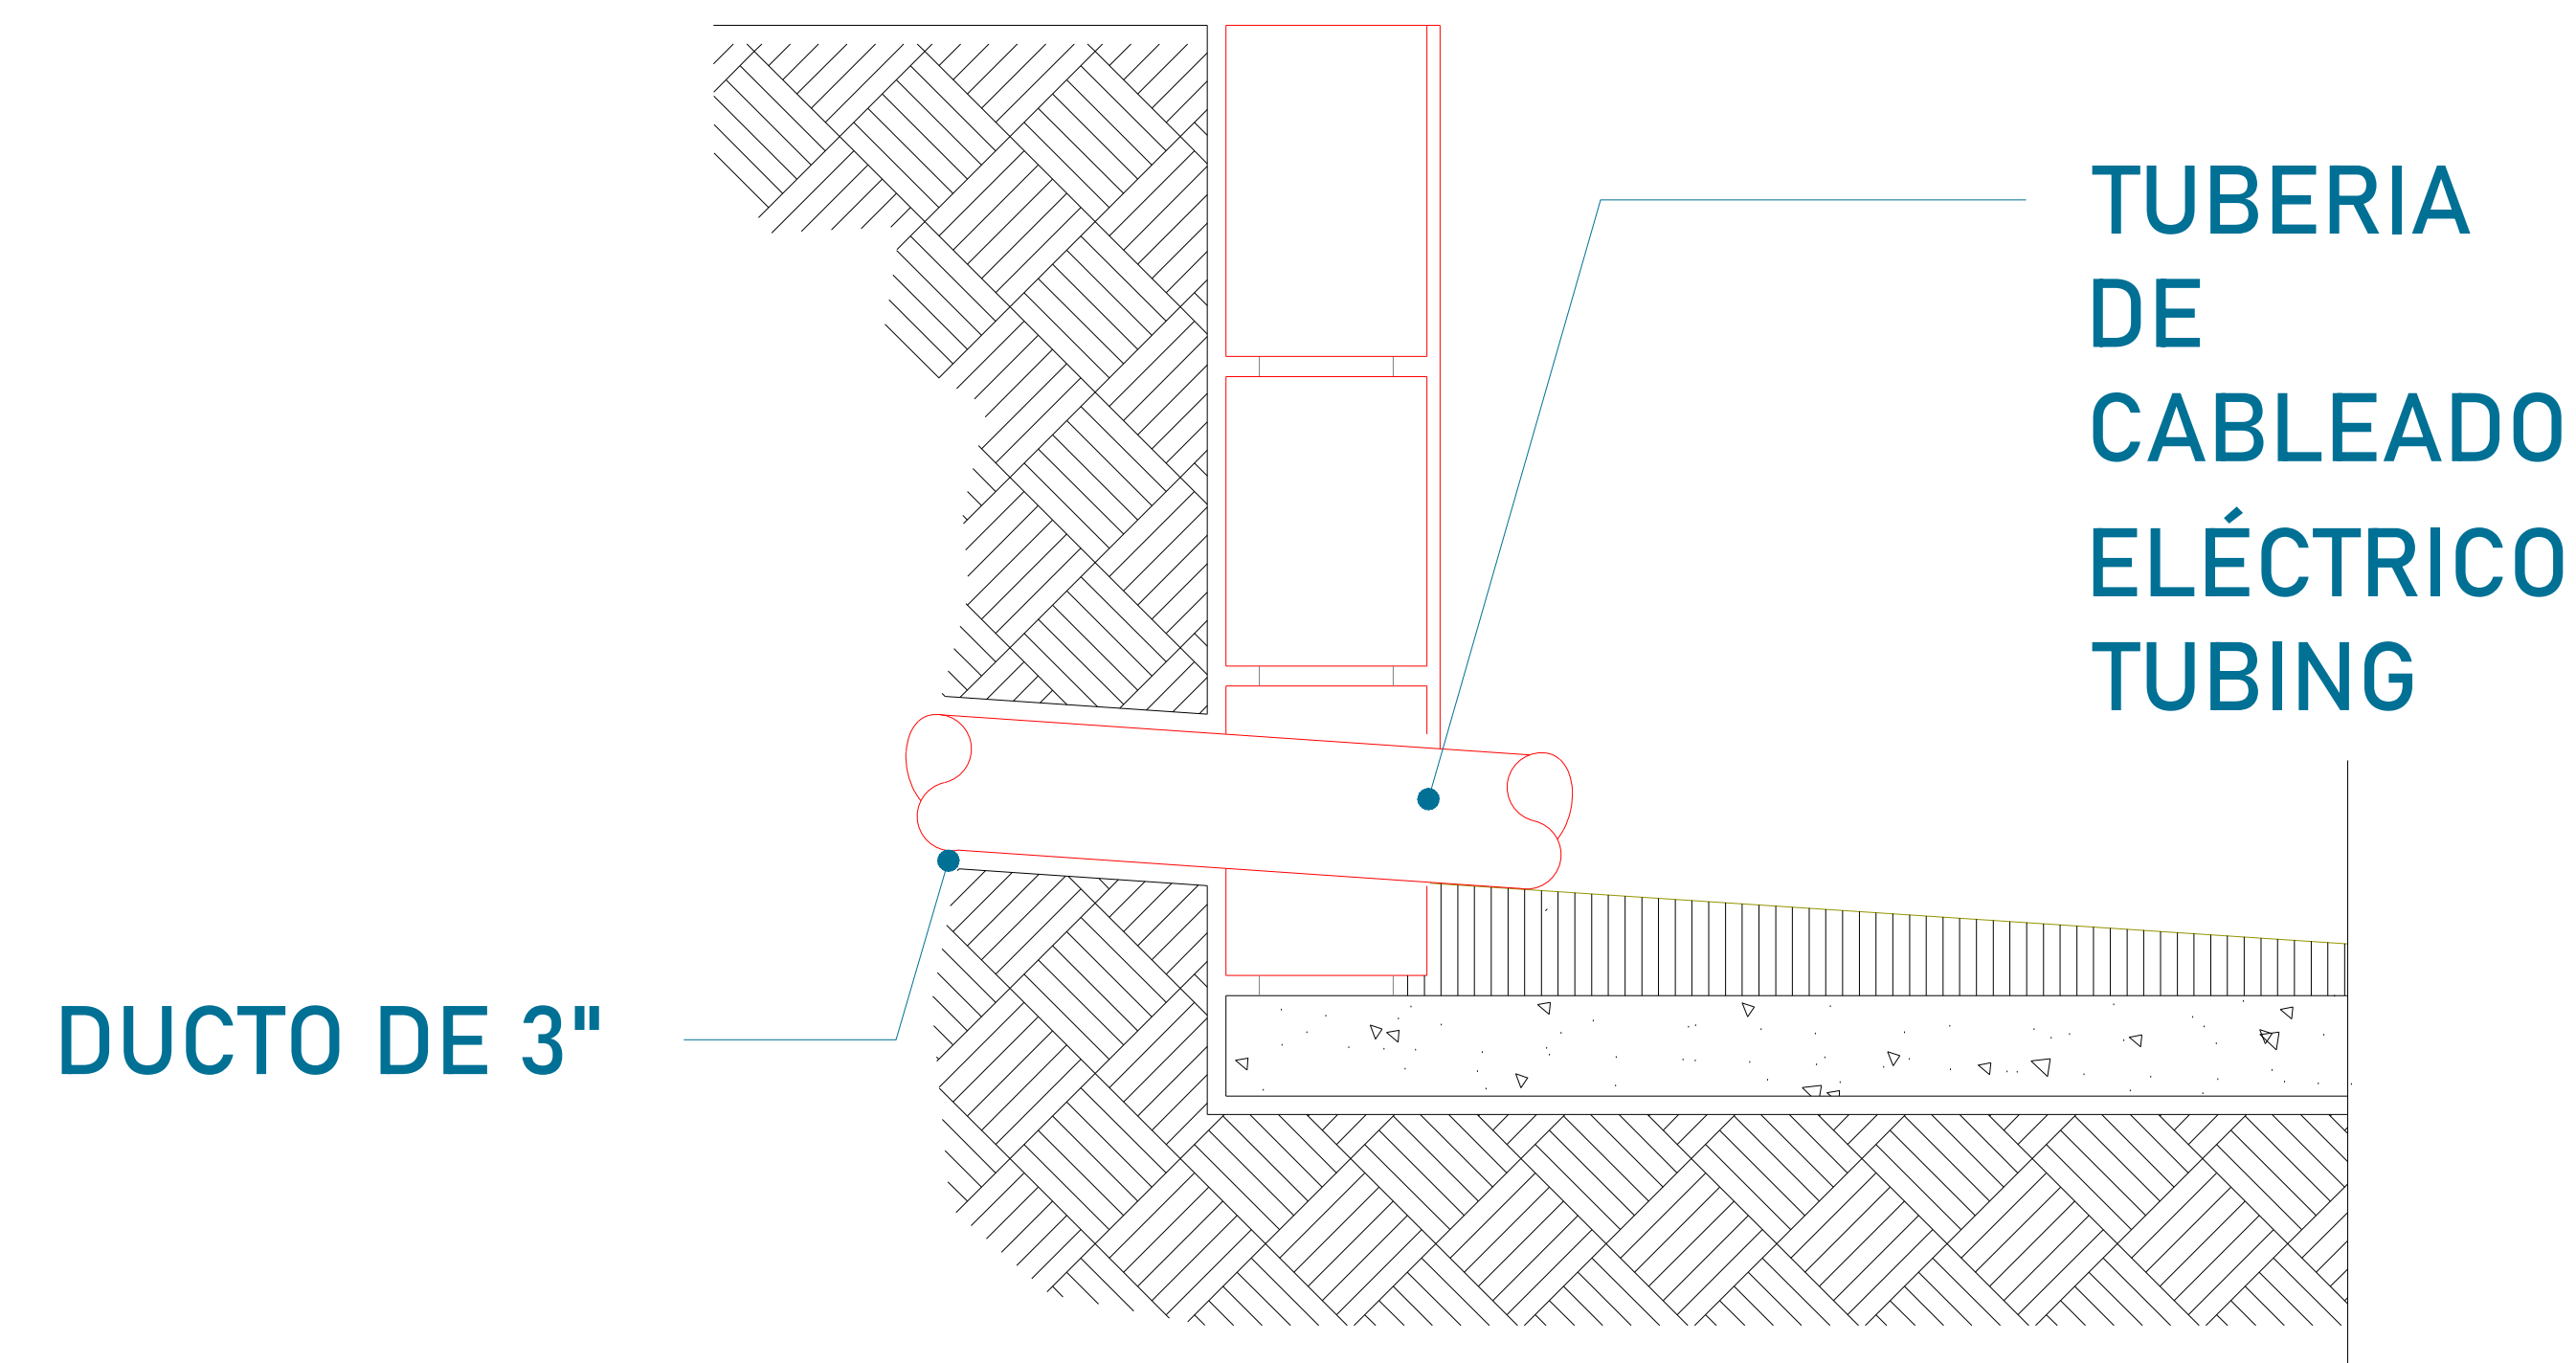 TUBERIA
DE
CABLEADO
ELÉCTRICO
TUBING
DUCTO DE 3"